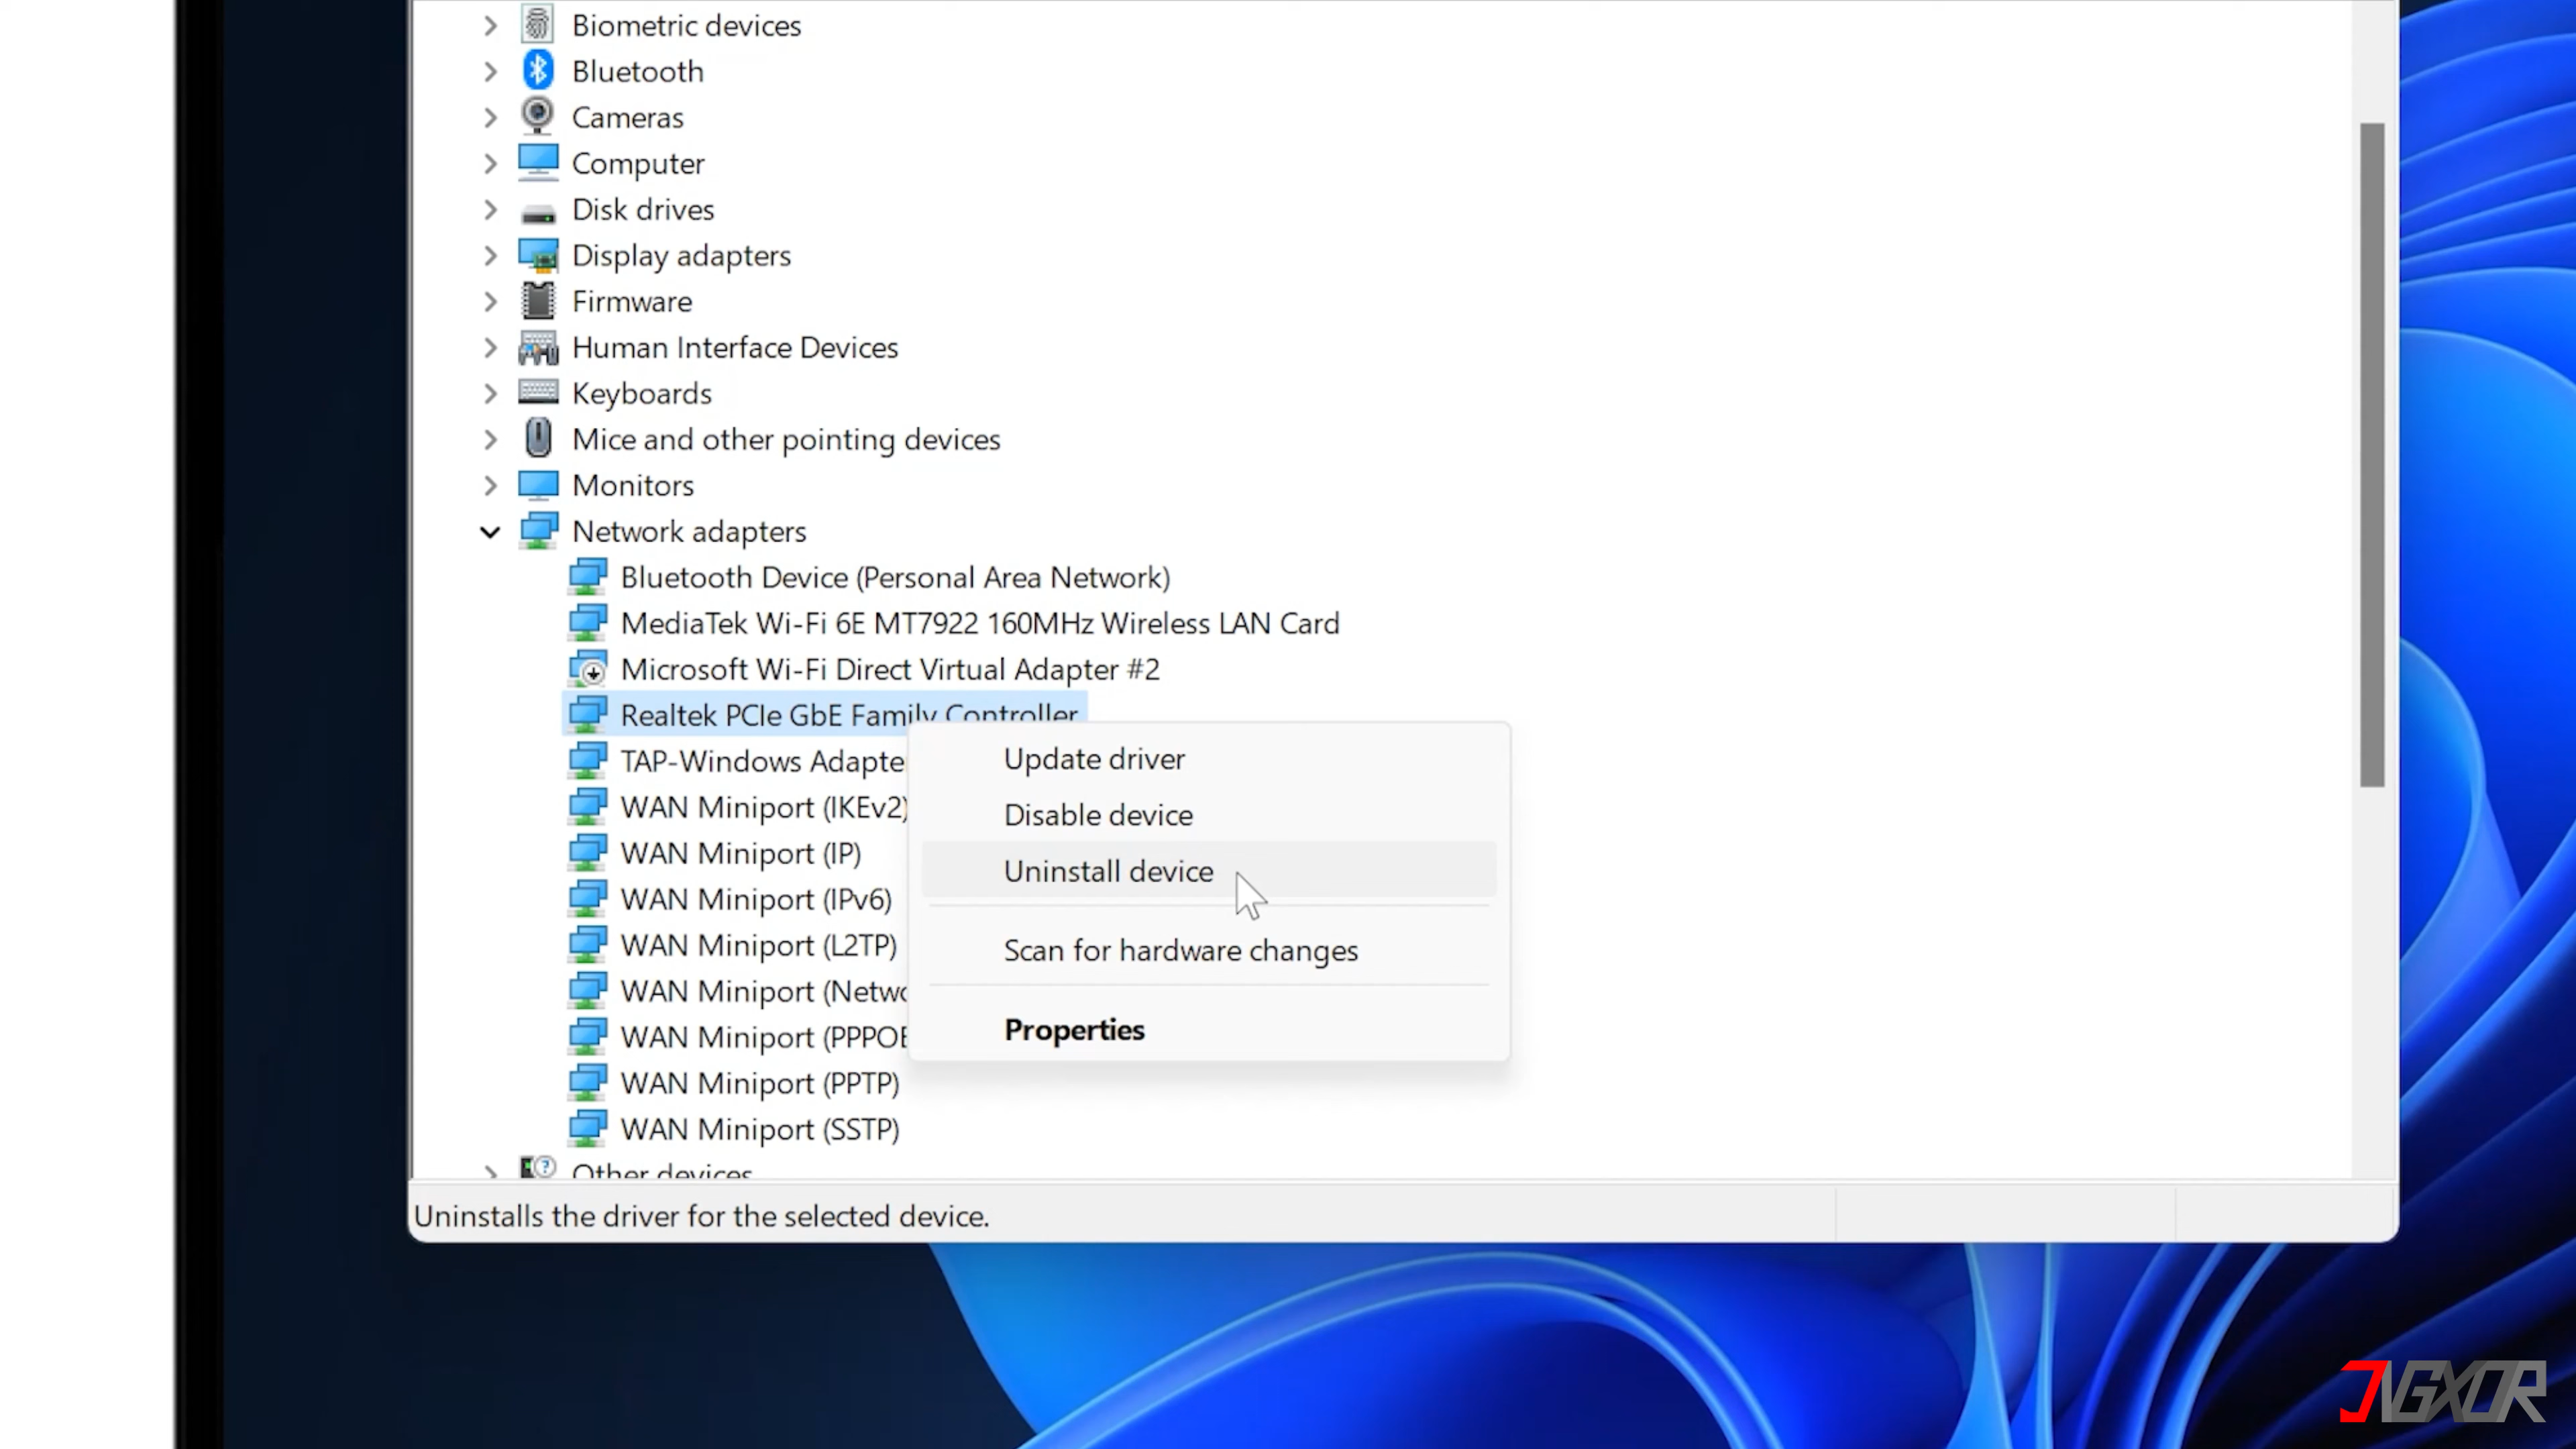 Biometric devices
Bluetooth
Cameras
Computer
Disk drives
Display adapters
Firmware
Human Interface Devices
Keyboards
Mice and other pointing devices
Monitors
Network adapters
Bluetooth Device (Personal Area Network)
MediaTek Wi-Fi 6E MT7922 160MHz Wireless LAN Card
Microsoft Wi-Fi Direct Virtual Adapter #2
Realtek PCIe GbE Family Controller
TAP-Windows Adapte
WAN Miniport (IKEv2)
WAN Miniport (IP)
WAN Miniport (IPv6)
WAN Miniport (L2TP)
WAN Miniport (Netwo
WAN Miniport (PPPOE
WAN Miniport (PPTP)
WAN Miniport (SSTP)
Other devices
Update driver
Disable device
Uninstall device
Scan for hardware changes
Properties
Uninstalls the driver for the selected device.
JVGXOR